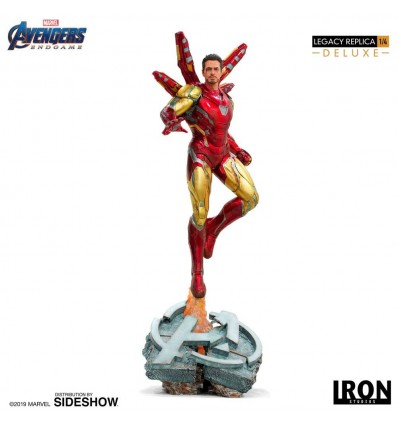 MARVEL
AVENGERS
ENDGAME
LEGACY REPLICA 1/4
DELUXE
©2019 MARVEL
DISTRIBUTION BY
SIDESHOW.
IRON
STUDIOS